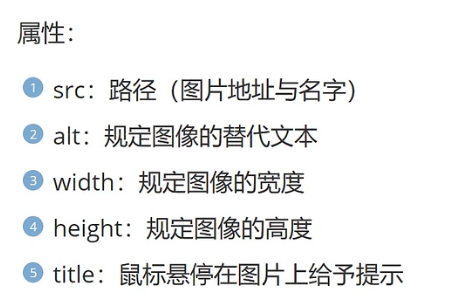 属性：
1 src：路径（图片地址与名字）
2 alt：规定图像的替代文本
3 width：规定图像的宽度
4 height：规定图像的高度
5 title：鼠标悬停在图片上给予提示